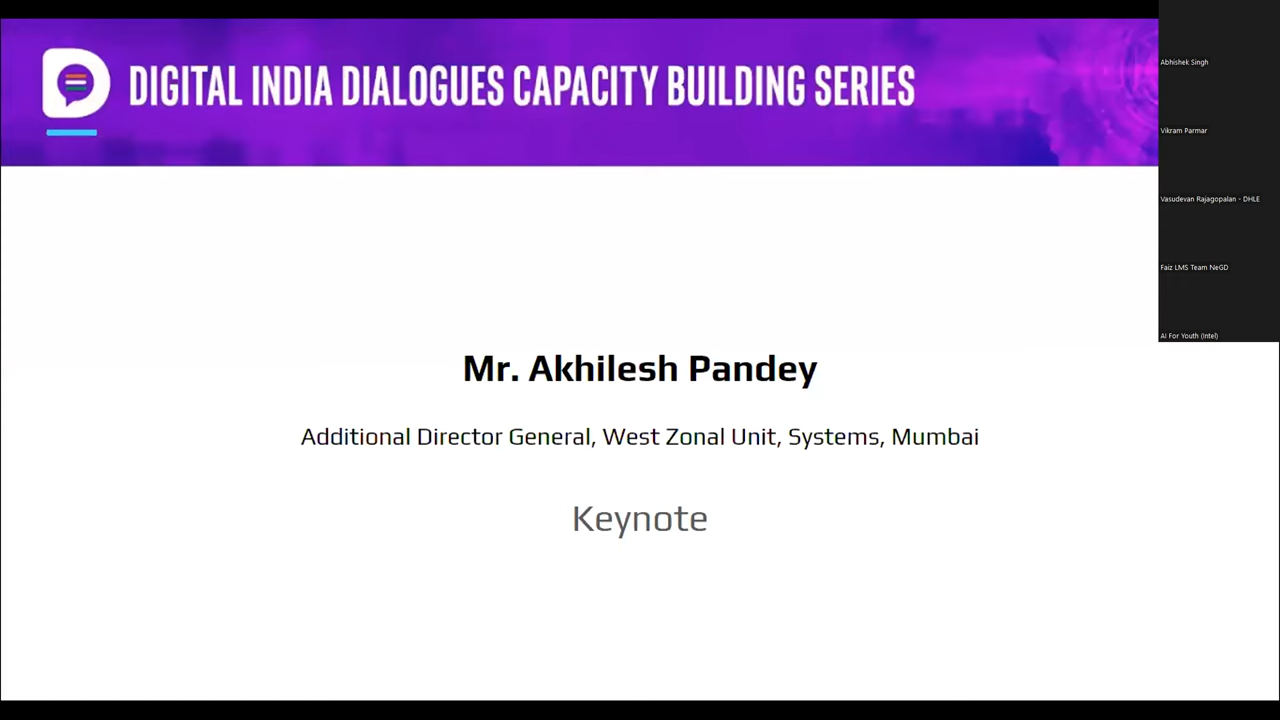 DIGITAL INDIA DIALOGUES CAPACITY BUILDING SERIES
Abhishek Singh
Vikram Parmar
Vasudevan Rajagopalan - DHLE
Faiz LMS Team NeGD
AI For Youth (Intel)
Mr. Akhilesh Pandey
Additional Director General, West Zonal Unit, Systems, Mumbai
Keynote